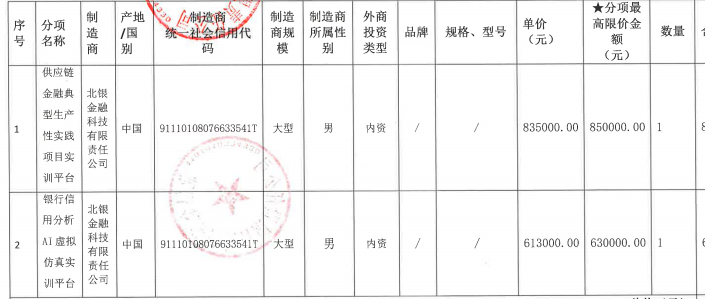 序号 分项名称 制造商 产地/国别 制造商统一社会信用代码 制造商规模 制造商所属性别 外商投资类型 品牌 规格、型号 单价（元） ★分项最高限价金额（元） 数量
1 供应链金融典型生产性实践项目实训平台 北银金融科技有限责任公司 中国 91110108076633541T 大型 男 内资 / / 835000.00 850000.00 1
2 银行信用分析AI虚拟仿真实训平台 北银金融科技有限责任公司 中国 91110108076633541T 大型 男 内资 / / 613000.00 630000.00 1